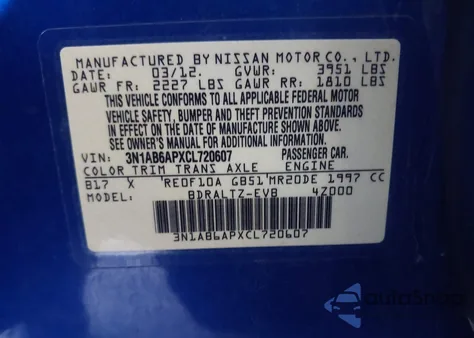 MANUFACTURED BY NISSAN MOTOR CO., LTD.
DATE: 03/12. GVWR: 3951 LBS
GAWR FR: 2227 LBS GAWR RR: 1810 LBS
THIS VEHICLE CONFORMS TO ALL APPLICABLE FEDERAL MOTOR
VEHICLE SAFETY, BUMPER AND THEFT PREVENTION STANDARDS
IN EFFECT ON THE DATE OF MANUFACTURE SHOWN ABOVE.
SEE OWNER'S MANUAL FOR ADDITIONAL INFORMATION.
VIN: 3N1AB6APXCL720607 PASSENGER CAR.
COLOR TRIM TRANS AXLE ENGINE
B17 X RE0F10A GB51 MR20DE 1997 CC
MODEL: BDRALTZ-EVB 4Z000
3N1AB6APXCL720607